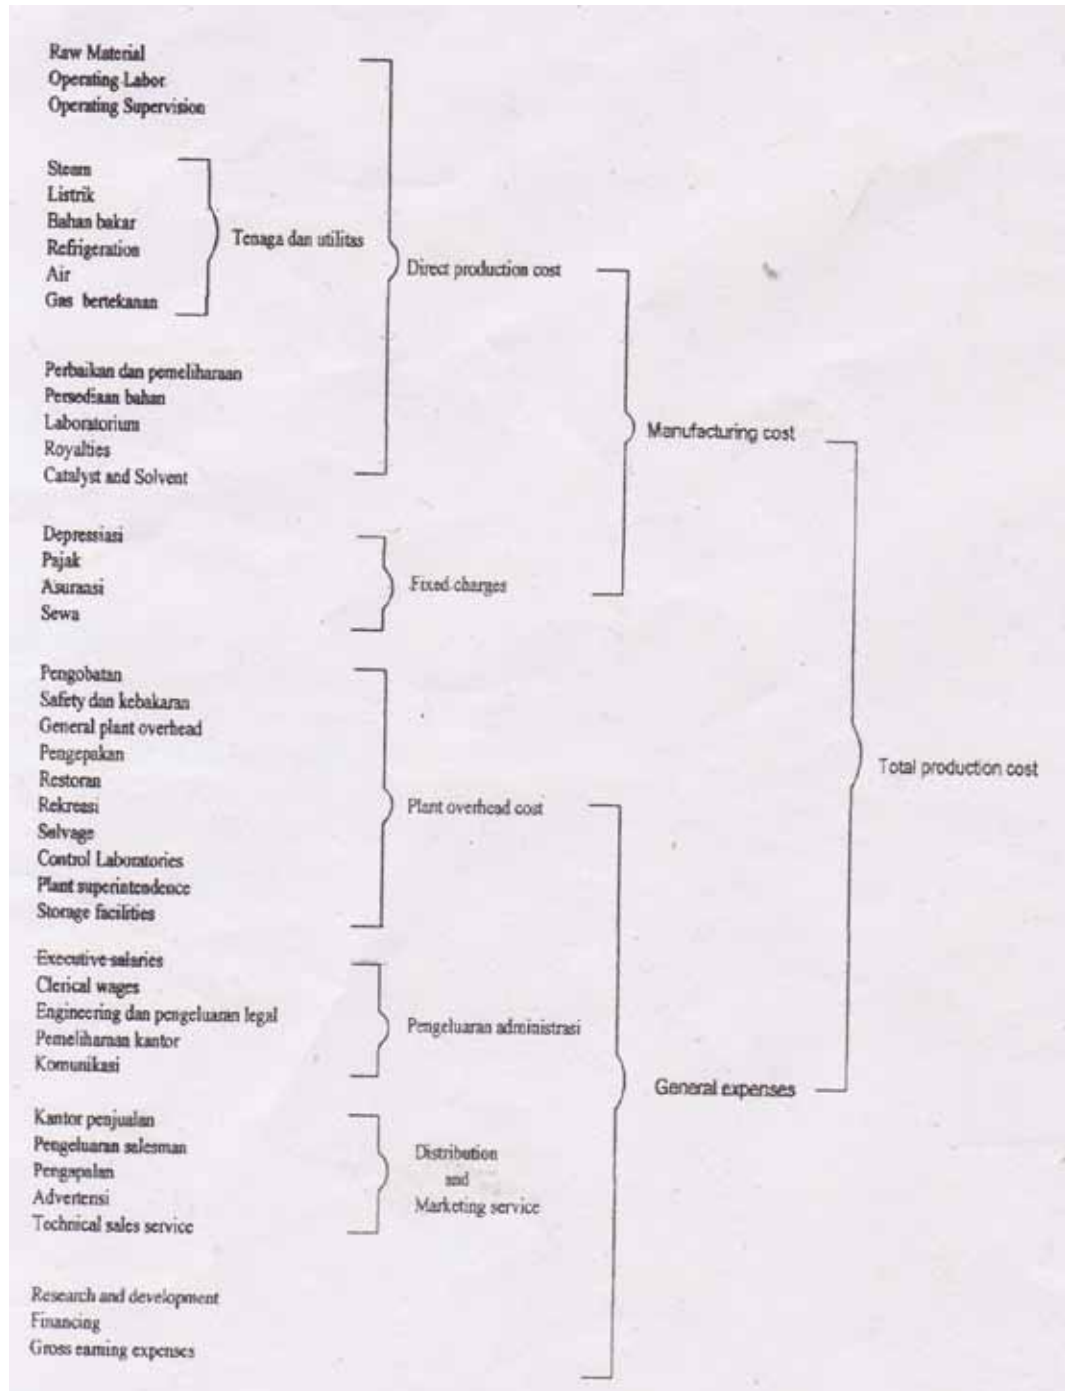 Raw Material
Operating Labor
Operating Supervision
Steam
Listrik
Bahan bakar
Refrigeration
Air
Gas bertekanan
Tenaga dan utilitas
Perbaikan dan pemeliharaan
Persediaan bahan
Laboratorium
Royalties
Catalyst and Solvent
Direct production cost
Depressiasi
Pajak
Asuransi
Sewa
Fixed charges
Manufacturing cost
Pengobatan
Safety dan kebakaran
General plant overhead
Pengepakan
Restoran
Rekreasi
Salvage
Control Laboratories
Plant superintendence
Storage facilities
Plant overhead cost
Executive salaries
Clerical wages
Engineering dan pengeluaran legal
Pemeliharaan kantor
Komunikasi
Pengeluaran administrasi
Kantor penjualan
Pengeluaran salesman
Pengapalan
Advertensi
Technical sales service
Distribution
and
Marketing service
Research and development
Financing
Gross earning expenses
General expenses
Total production cost